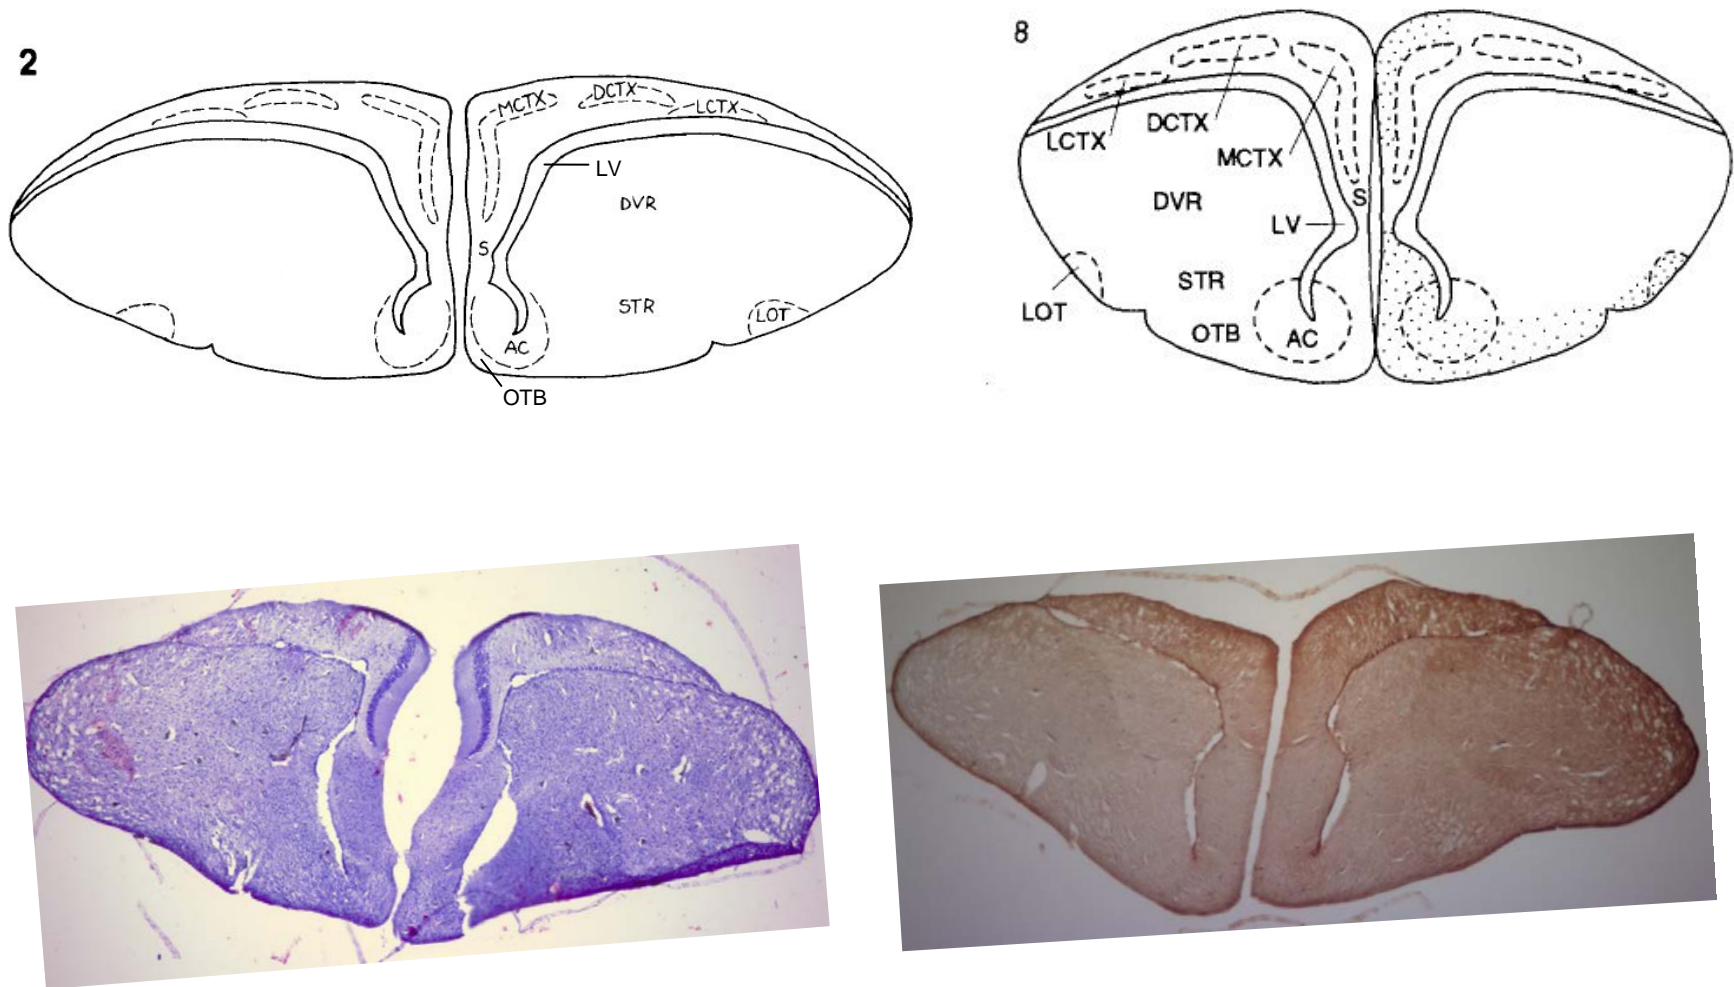 2
MCTX
DCTX
LCTX
LV
DVR
S
STR
LOT
AC
OTB
8
LCTX
DCTX
MCTX
DVR
S
LV
STR
LOT
OTB
AC